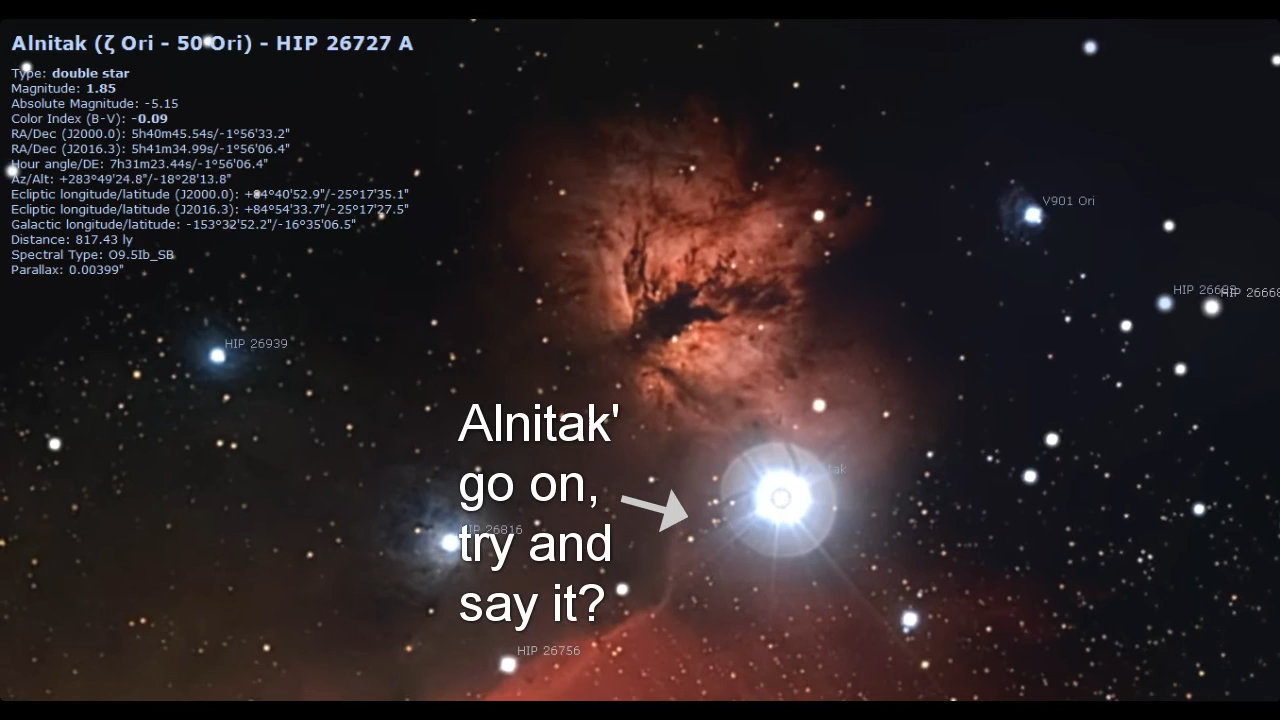 Alnitak (ζ Ori - 50 Ori) - HIP 26727 A
Type: double star
Magnitude: 1.85
Absolute Magnitude: -5.15
Color Index (B-V): -0.09
RA/Dec (J2000.0): 5h40m45.54s/-1°56'33.2"
RA/Dec (J2016.3): 5h41m34.99s/-1°56'06.4"
Hour angle/DE: 7h31m23.44s/-1°56'06.4"
Az/Alt: +283°49'24.8"/-18°28'13.8"
Ecliptic longitude/latitude (J2000.0): +84°40'52.9"/-25°17'35.1"
Ecliptic longitude/latitude (J2016.3): +84°54'33.7"/-25°17'27.5"
Galactic longitude/latitude: -153°32'52.2"/-16°35'06.5"
Distance: 817.43 ly
Spectral Type: O9.5Ib_SB
Parallax: 0.00399"
V901 Ori
HIP
HIP 26668
HIP 26939
Alnitak'
go on,
try and
say it?
HIP 26816
HIP 26756